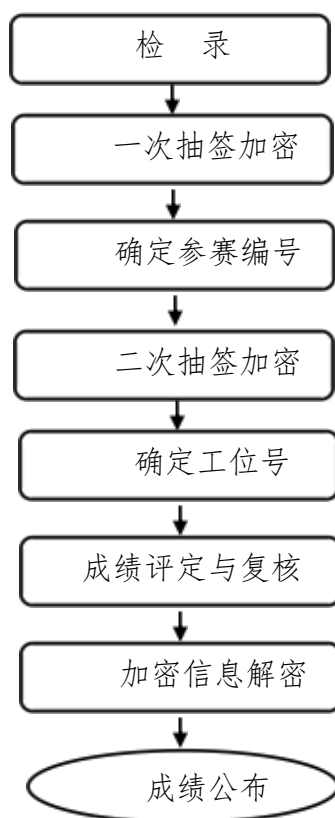 检 录
一次抽签加密
确定参赛编号
二次抽签加密
确定工位号
成绩评定与复核
加密信息解密
成绩公布